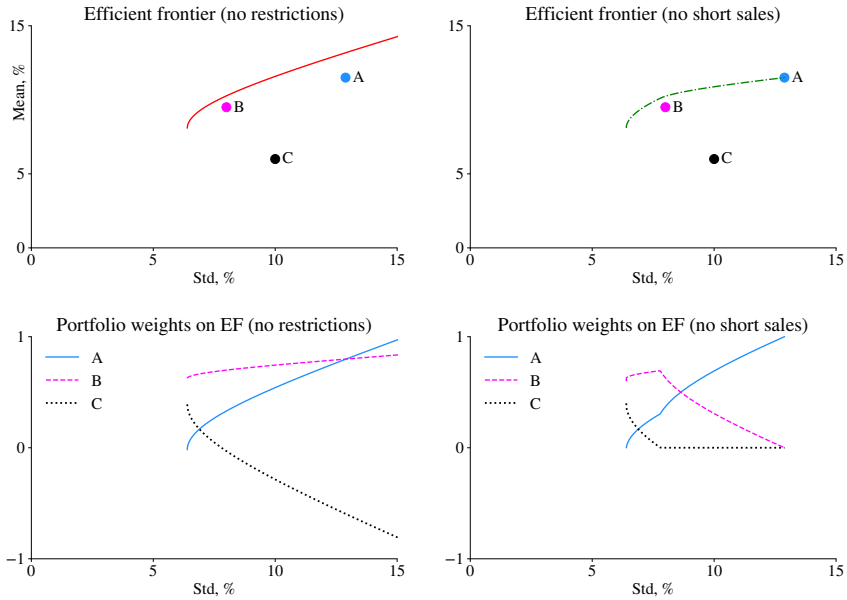 Efficient frontier (no restrictions)
15
Mean, %
A
B
5
C
0
0
5
10
15
Std, %
Efficient frontier (no short sales)
15
A
B
5
C
0
0
5
10
15
Std, %
Portfolio weights on EF (no restrictions)
1
A
B
C
0
−1
0
5
10
15
Std, %
Portfolio weights on EF (no short sales)
1
A
B
C
0
−1
0
5
10
15
Std, %